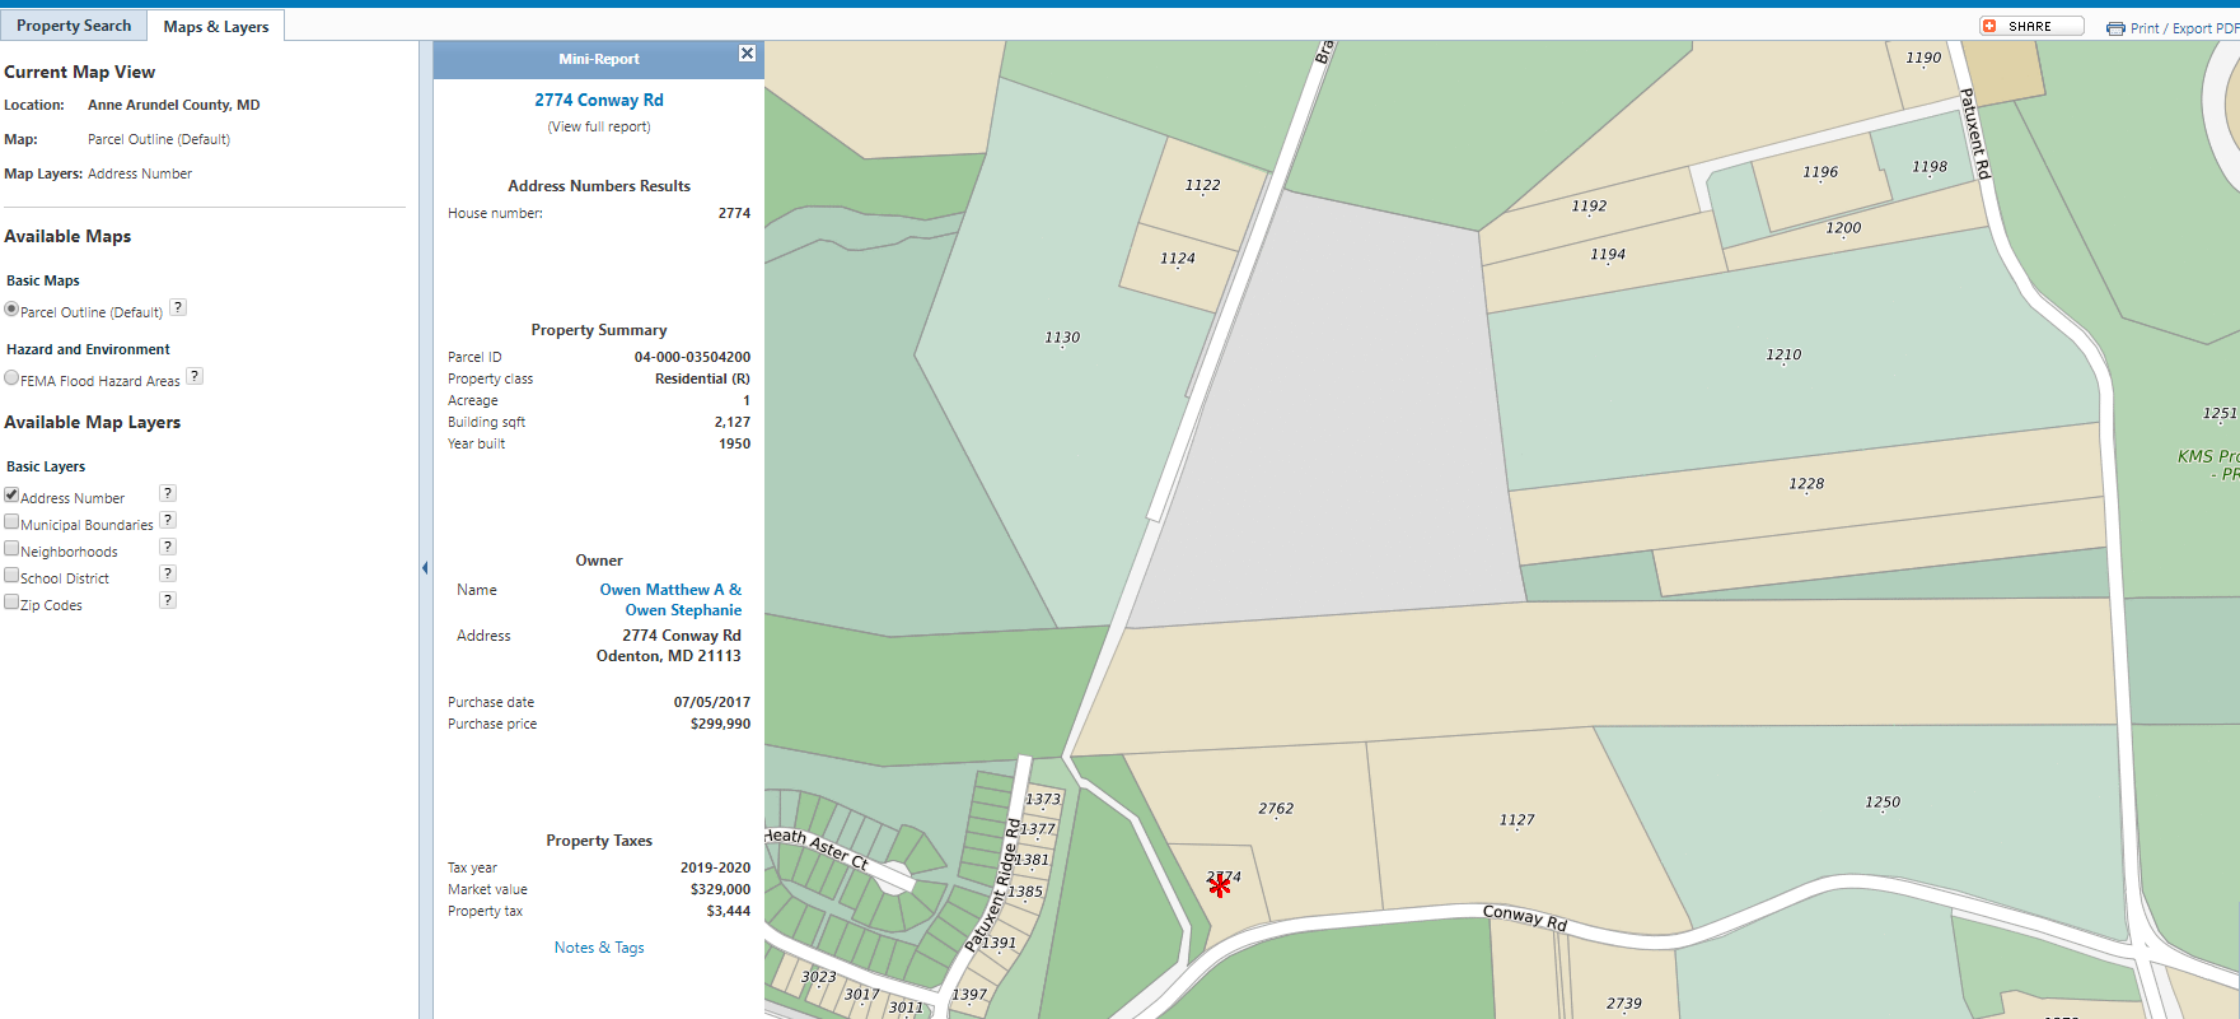 Property Search
Maps & Layers
SHARE
Print / Export PDF
Current Map View
Location: Anne Arundel County, MD
Map: Parcel Outline (Default)
Map Layers: Address Number
Available Maps
Basic Maps
Parcel Outline (Default) ?
Hazard and Environment
FEMA Flood Hazard Areas ?
Available Map Layers
Basic Layers
Address Number ?
Municipal Boundaries ?
Neighborhoods ?
School District ?
Zip Codes ?
Mini-Report
2774 Conway Rd
(View full report)
Address Numbers Results
House number: 2774
Property Summary
Parcel ID 04-000-03504200
Property class Residential (R)
Acreage 1
Building sqft 2,127
Year built 1950
Owner
Name Owen Matthew A &
Owen Stephanie
Address 2774 Conway Rd
Odenton, MD 21113
Purchase date 07/05/2017
Purchase price $299,990
Property Taxes
Tax year 2019-2020
Market value $329,000
Property tax $3,444
Notes & Tags
Bra
1190
Patuxent Rd
1122
1196
1198
1192
1200
1124
1194
1130
1210
1251
KMS Pro
- PR
1228
1373
2762
1250
1127
1377
Heath Aster Ct
1381
Patuxent Ridge Rd
2774
1385
Conway Rd
1391
3023
3017
1397
3011
2739